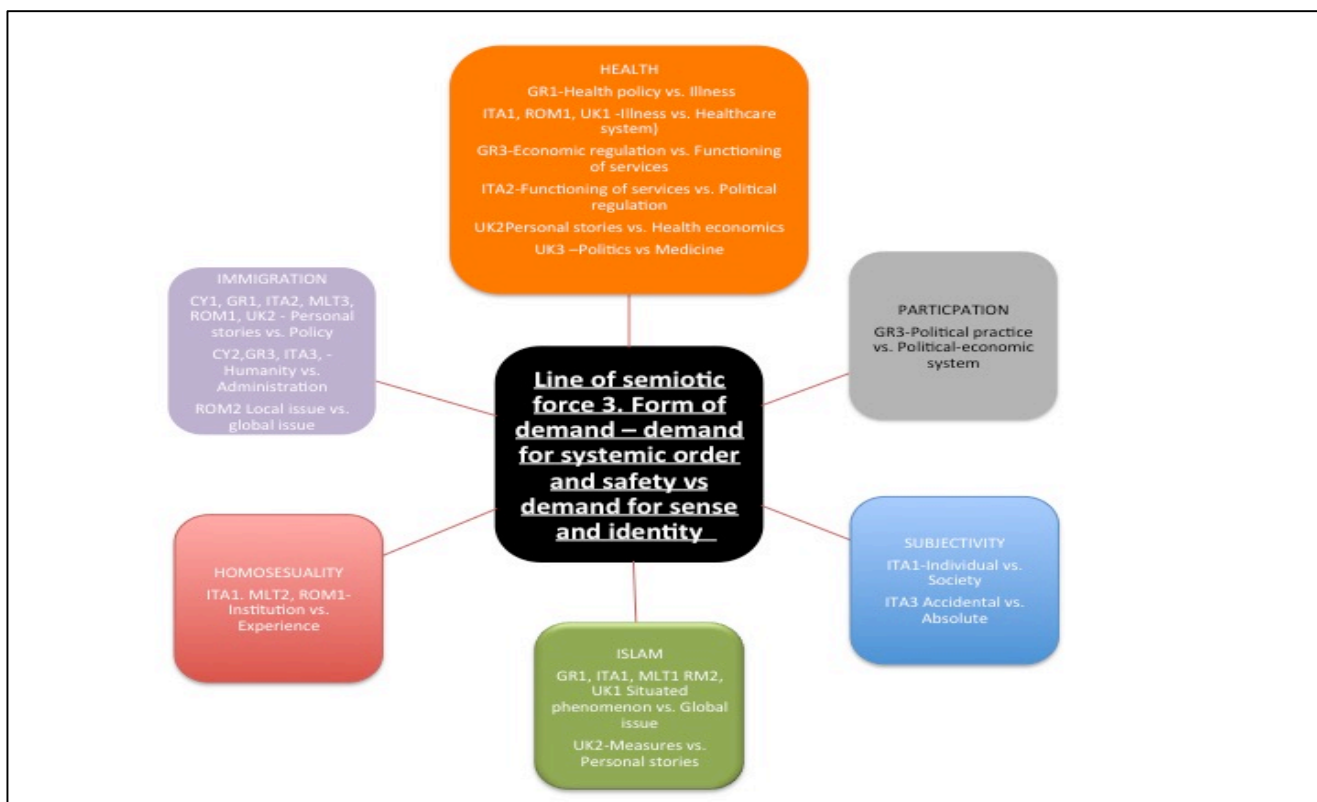 HEALTH
GR1-Health policy vs. Illness
ITA1, ROM1, UK1 -Illness vs. Healthcare
system)
GR3-Economic regulation vs. Functioning
of services
ITA2-Functioning of services vs. Political
regulation
UK2Personal stories vs. Health economics
UK3 –Politics vs Medicine
IMMIGRATION
CY1, GR1, ITA2, MLT3,
ROM1, UK2 - Personal
stories vs. Policy
CY2,GR3, ITA3, -
Humanity vs.
Administration
ROM2 Local issue vs.
global issue
PARTICPATION
GR3-Political practice
vs. Political-economic
system
Line of semiotic
force 3. Form of
demand – demand
for systemic order
and safety vs
demand for sense
and identity
HOMOSESUALITY
ITA1. MLT2, ROM1-
Institution vs.
Experience
SUBJECTIVITY
ITA1-Individual vs.
Society
ITA3 Accidental vs.
Absolute
ISLAM
GR1, ITA1, MLT1 RM2,
UK1 Situated
phenomenon vs. Global
issue
UK2-Measures vs.
Personal stories